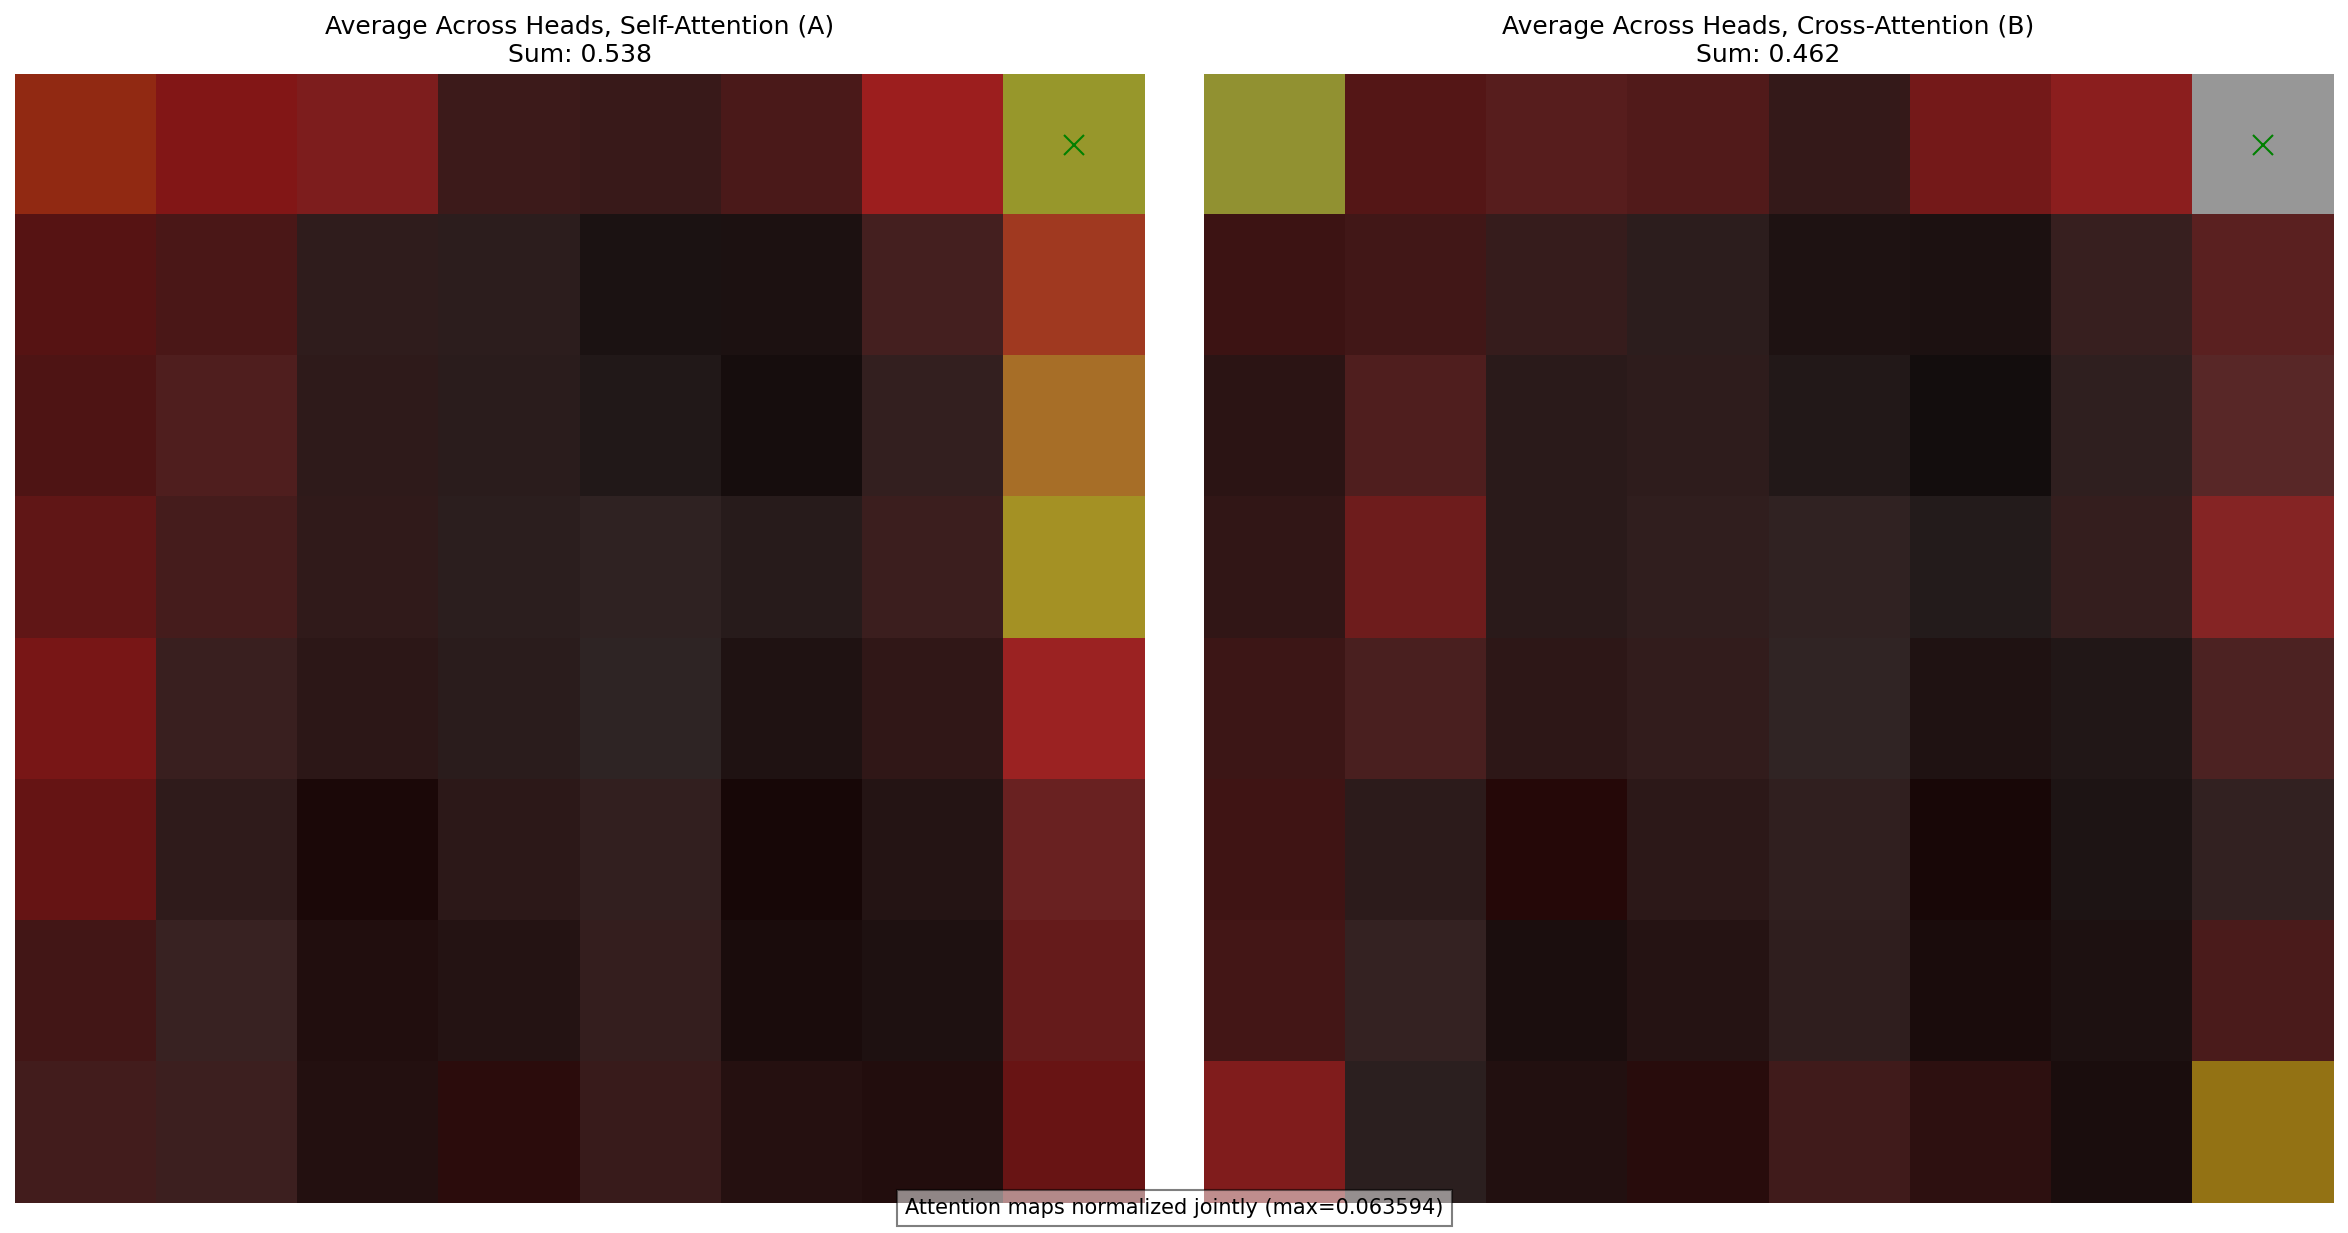 Average Across Heads, Self-Attention (A)
Sum: 0.538
Average Across Heads, Cross-Attention (B)
Sum: 0.462
Attention maps normalized jointly (max=0.063594)